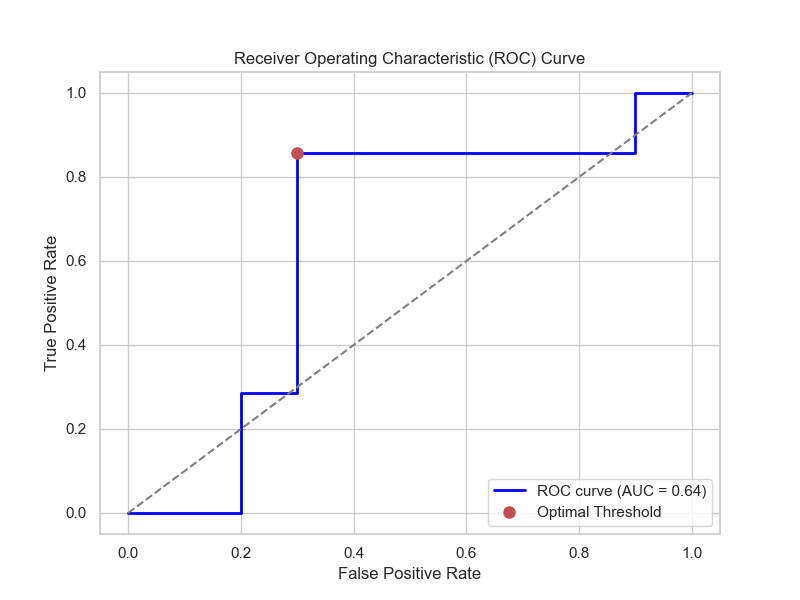 Receiver Operating Characteristic (ROC) Curve
True Positive Rate
1.0
0.8
0.6
0.4
0.2
0.0
ROC curve (AUC = 0.64)
Optimal Threshold
0.0 0.2 0.4 0.6 0.8 1.0
False Positive Rate